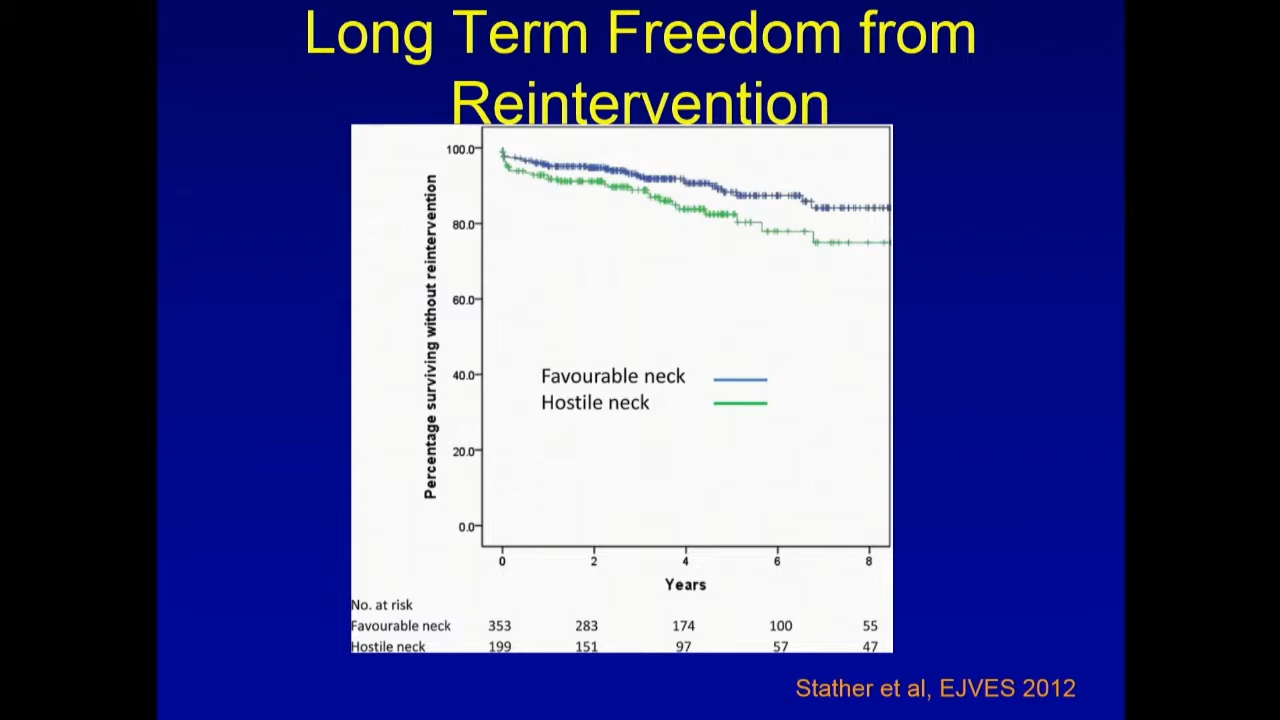 Long Term Freedom from
Reintervention
Percentage surviving without reintervention
100.0
80.0
60.0
40.0
20.0
0.0
Favourable neck
Hostile neck
0 2 4 6 8
Years
No. at risk
Favourable neck 353 283 174 100 55
Hostile neck 199 151 97 57 47
Stather et al, EJVES 2012